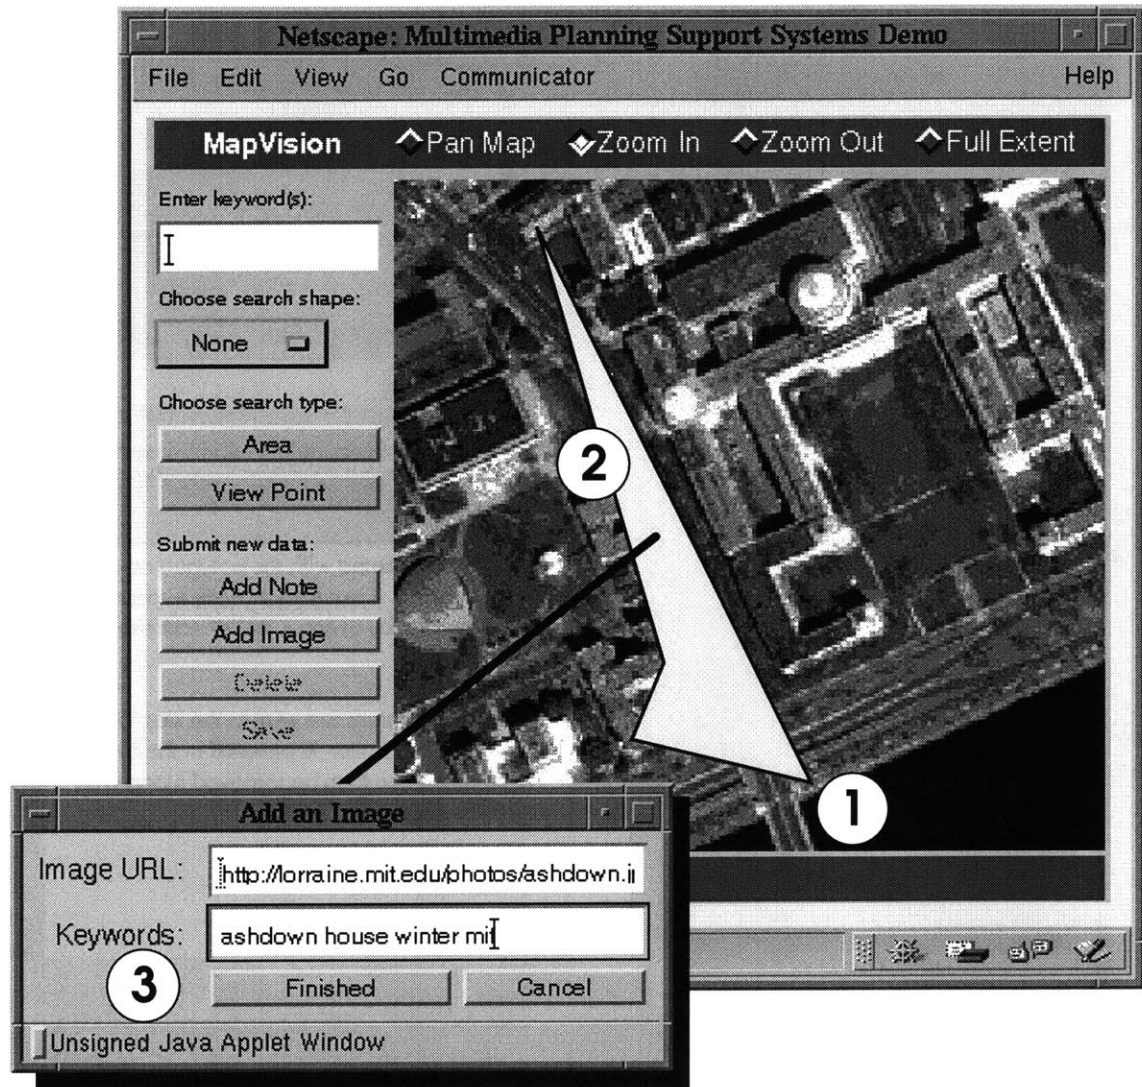 Netscape: Multimedia Planning Support Systems Demo
File Edit View Go Communicator Help
MapVision Pan Map Zoom In Zoom Out Full Extent
Enter keyword(s):
Choose search shape:
None
Choose search type:
Area
View Point
Submit new data:
Add Note
Add Image
Delete
Save
2
1
Add an Image
Image URL: http://lorraine.mit.edu/photos/ashdown.j
Keywords: ashdown house winter mit
3
Finished Cancel
Unsigned Java Applet Window